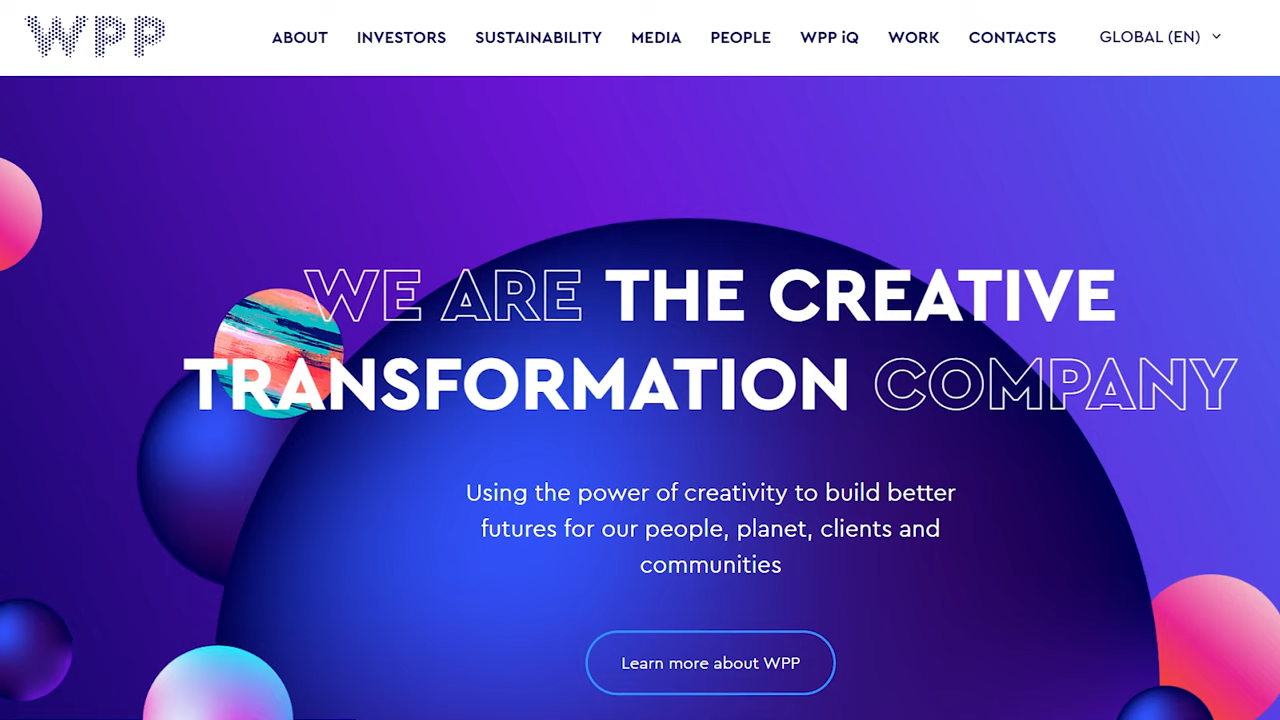 WPP
ABOUT INVESTORS SUSTAINABILITY MEDIA PEOPLE WPP iQ WORK CONTACTS GLOBAL (EN)
WE ARE THE CREATIVE
TRANSFORMATION COMPANY
Using the power of creativity to build better
futures for our people, planet, clients and
communities
Learn more about WPP